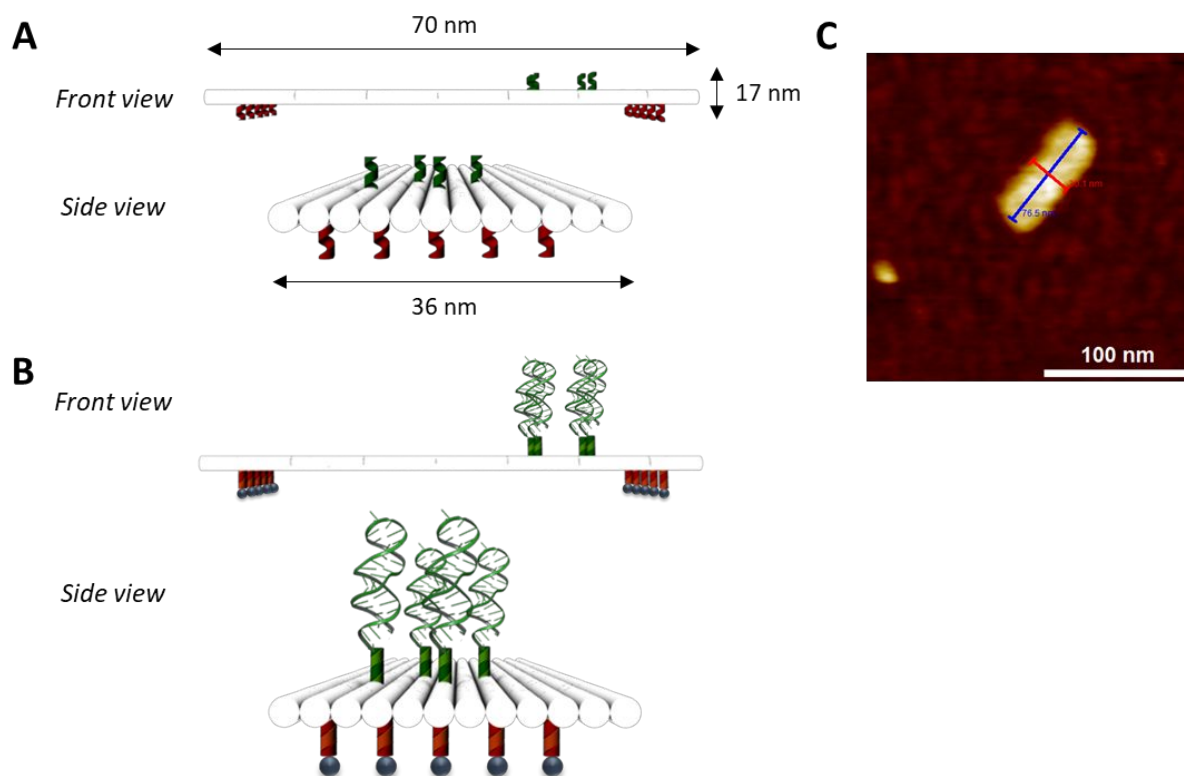 A
70 nm
C
Front view
17 nm
Side view
36 nm
100 nm
76.5 nm
B
Front view
Side view